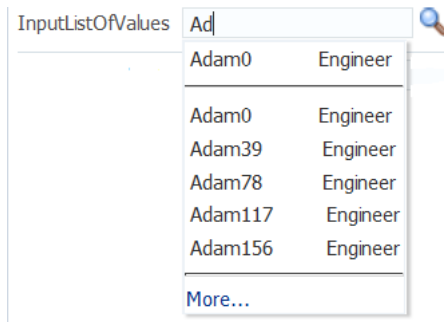 InputListOfValues Ad
Adam0 Engineer
Adam0 Engineer
Adam39 Engineer
Adam78 Engineer
Adam117 Engineer
Adam156 Engineer
More...